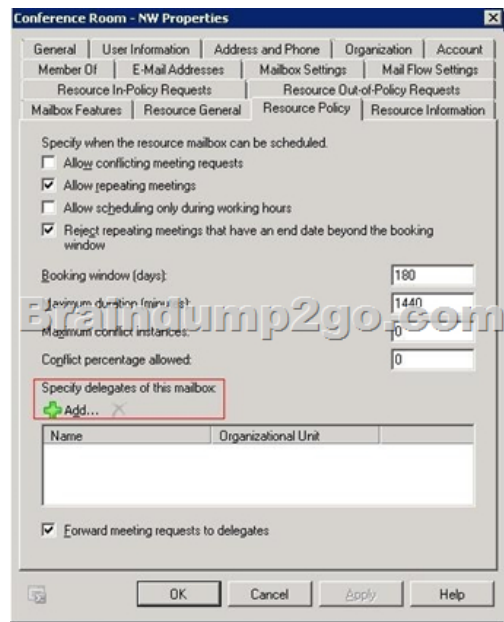 Conference Room - NW Properties
General User Information Address and Phone Organization Account
Member Of E-Mail Addresses Mailbox Settings Mail Flow Settings
Resource In-Policy Requests Resource Out-of-Policy Requests
Mailbox Features Resource General Resource Policy Resource Information
Specify when the resource mailbox can be scheduled.
Allow conflicting meeting requests
Allow repeating meetings
Allow scheduling only during working hours
Reject repeating meetings that have an end date beyond the booking
window
Booking window (days): 180
Maximum duration (minutes): 1440
Braindump2go.com
Maximum conflict instances: 0
Conflict percentage allowed: 0
Specify delegates of this mailbox:
Add...
Name Organizational Unit
Forward meeting requests to delegates
OK Cancel Apply Help